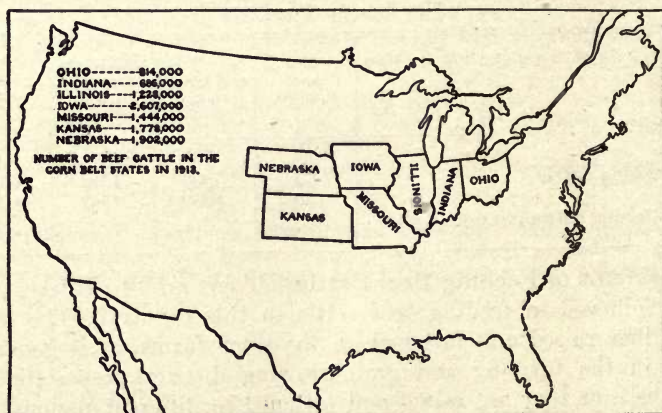 OHIO-------814,000
INDIANA-----686,000
ILLINOIS----1,228,000
IOWA------2,607,000
MISSOURI---1,444,000
KANSAS----1,778,000
NEBRASKA--1,902,000
NUMBER OF BEEF CATTLE IN THE
CORN BELT STATES IN 1913.
NEBRASKA
IOWA
ILLINOIS
INDIANA
OHIO
KANSAS
MISSOURI